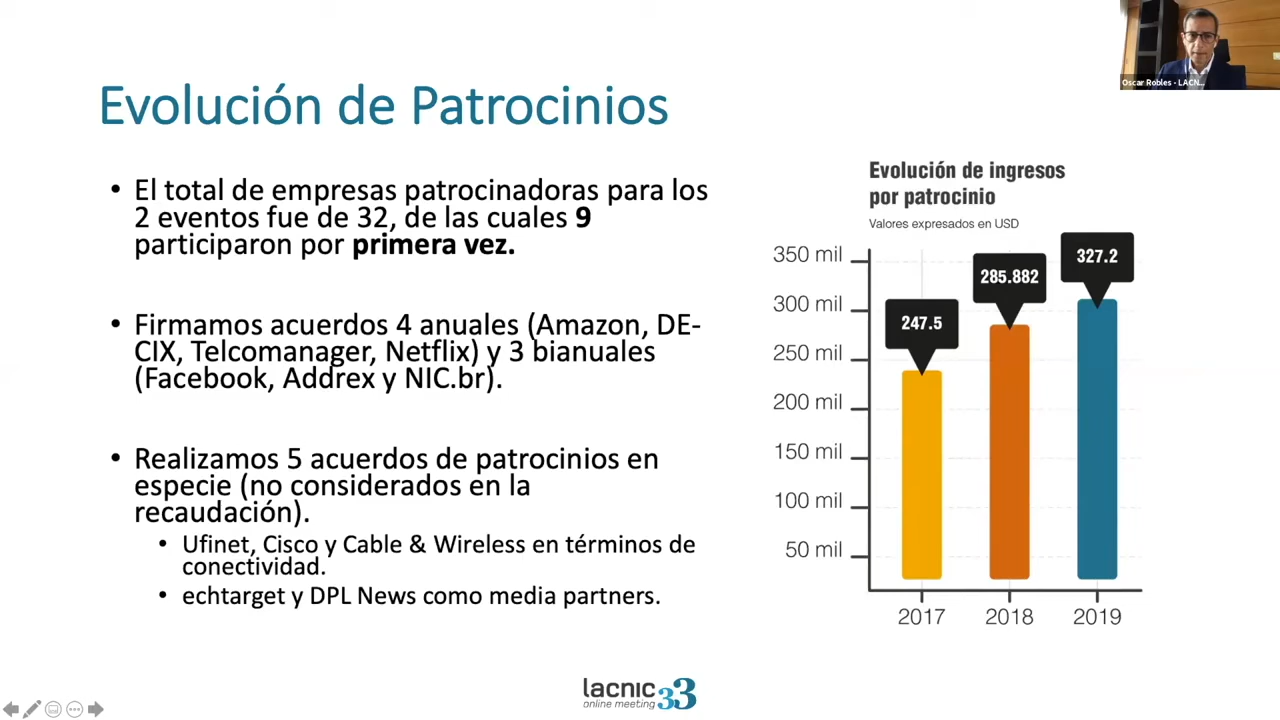 Oscar Robles - LACN...
Evolución de Patrocinios
• El total de empresas patrocinadoras para los
2 eventos fue de 32, de las cuales 9
participaron por primera vez.
• Firmamos acuerdos 4 anuales (Amazon, DE-
CIX, Telcomanager, Netflix) y 3 bianuales
(Facebook, Addrex y NIC.br).
• Realizamos 5 acuerdos de patrocinios en
especie (no considerados en la
recaudación).
• Ufinet, Cisco y Cable & Wireless en términos de
conectividad.
• echtarget y DPL News como media partners.
Evolución de ingresos
por patrocinio
Valores expresados en USD
350 mil
300 mil
250 mil
200 mil
150 mil
100 mil
50 mil
247.5
285.882
327.2
2017 2018 2019
lacnic 33
online meeting